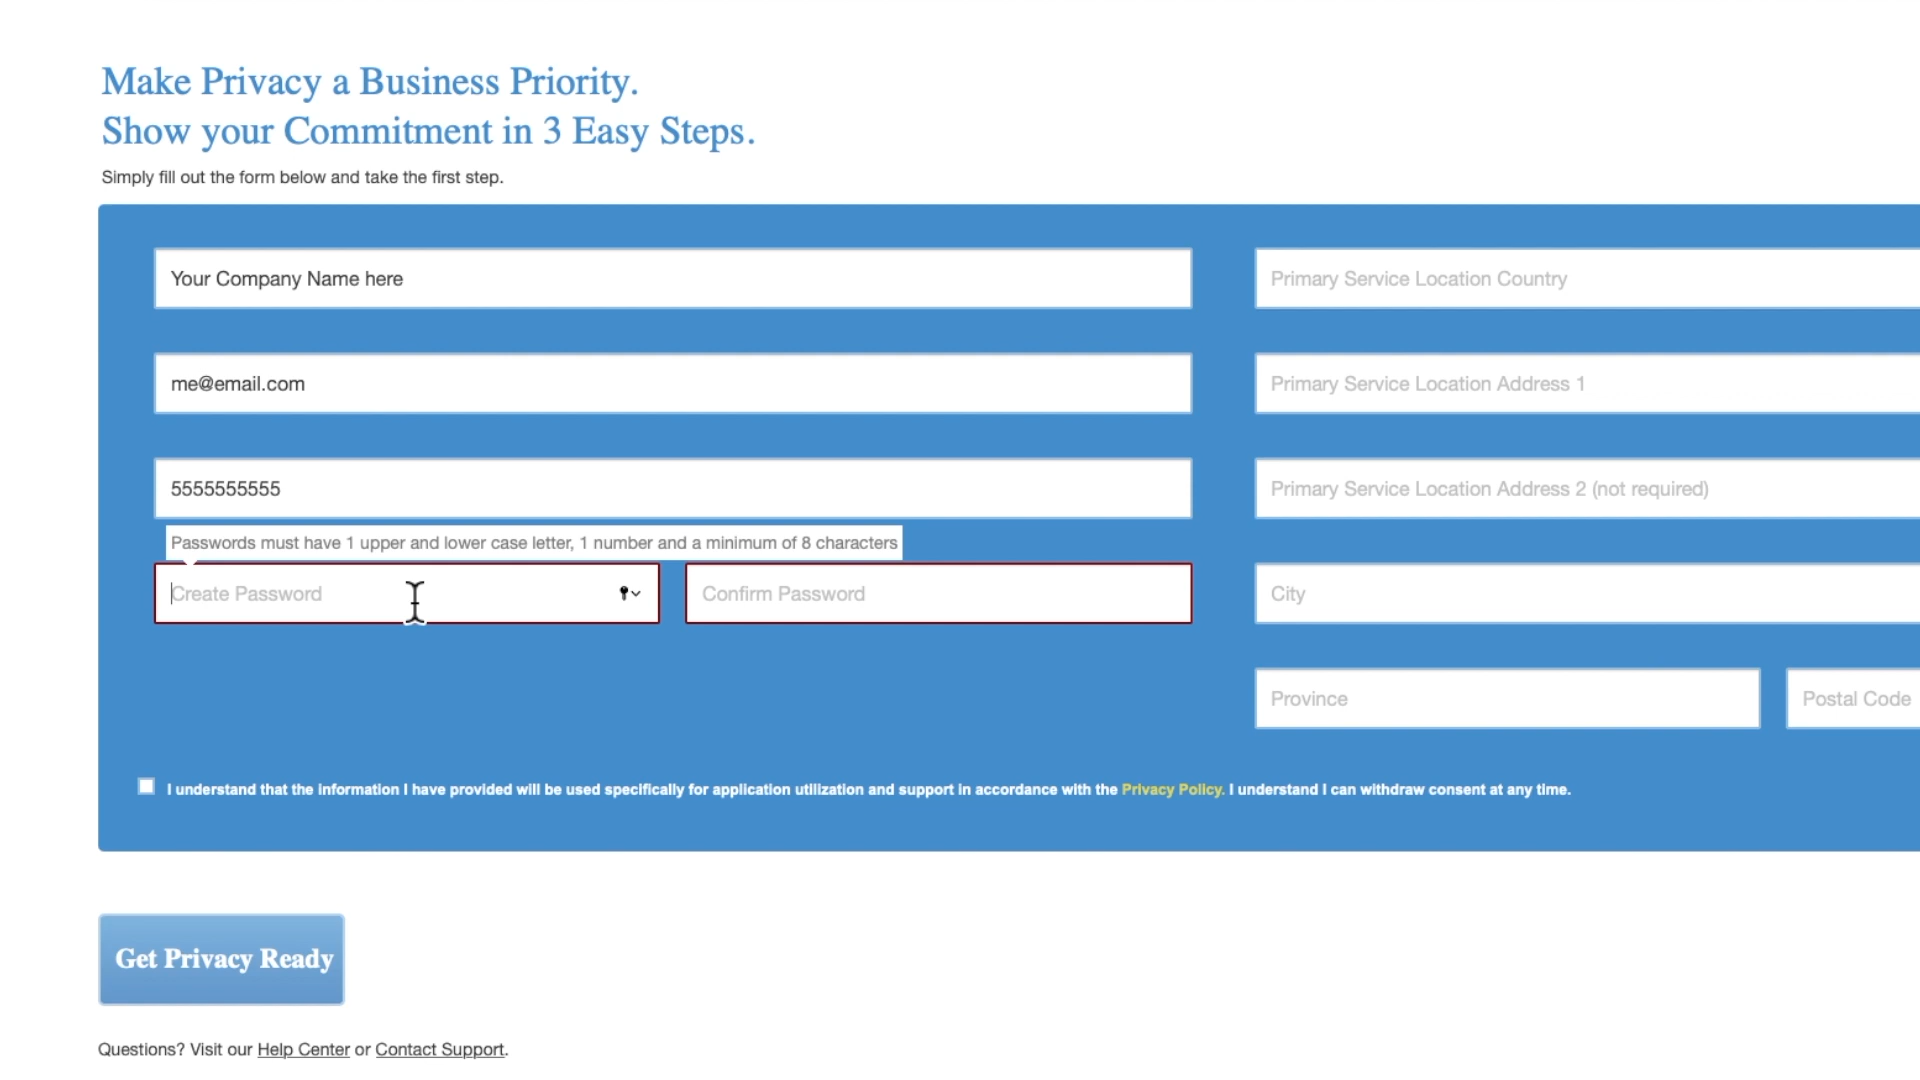 Make Privacy a Business Priority.
Show your Commitment in 3 Easy Steps.
Simply fill out the form below and take the first step.
Your Company Name here
Primary Service Location Country
me@email.com
Primary Service Location Address 1
5555555555
Primary Service Location Address 2 (not required)
Passwords must have 1 upper and lower case letter, 1 number and a minimum of 8 characters
Create Password
Confirm Password
City
Province
Postal Code
I understand that the information I have provided will be used specifically for application utilization and support in accordance with the Privacy Policy. I understand I can withdraw consent at any time.
Get Privacy Ready
Questions? Visit our Help Center or Contact Support.